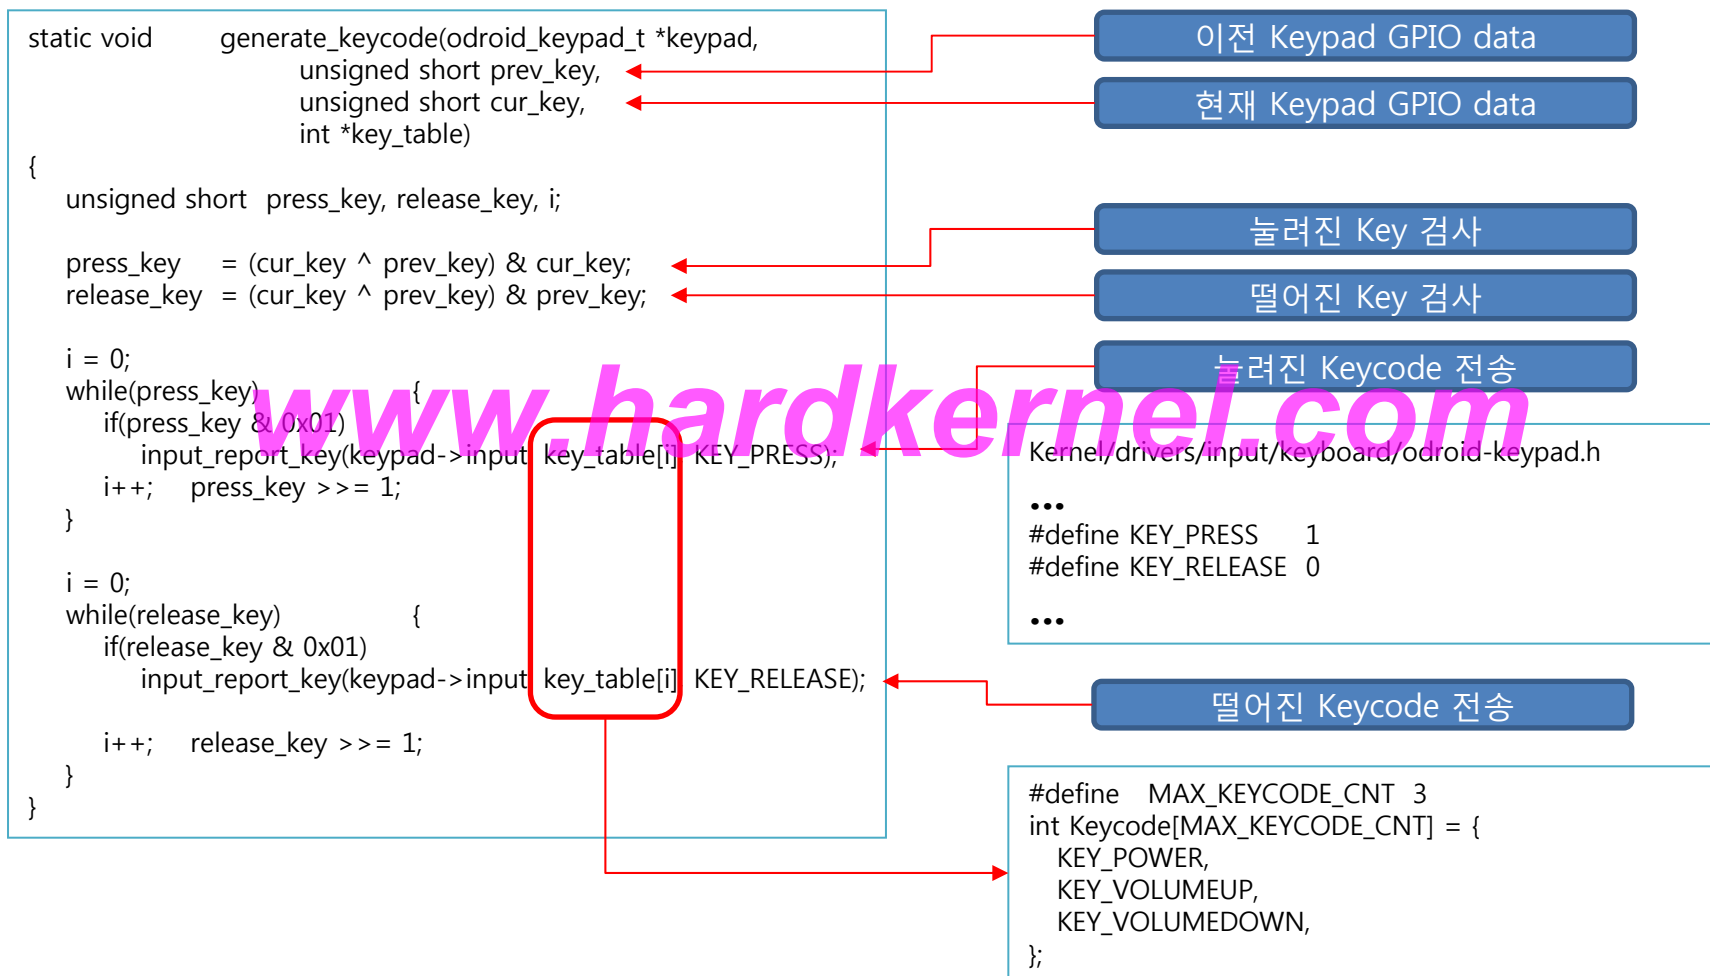 static void generate_keycode(odroid_keypad_t *keypad,
unsigned short prev_key,
unsigned short cur_key,
int *key_table)
{
unsigned short press_key, release_key, i;
press_key = (cur_key ^ prev_key) & cur_key;
release_key = (cur_key ^ prev_key) & prev_key;
i = 0;
while(press_key) {
if(press_key & 0x01)
input_report_key(keypad->input, key_table[i], KEY_PRESS);
i++; press_key >>= 1;
}
i = 0;
while(release_key) {
if(release_key & 0x01)
input_report_key(keypad->input, key_table[i], KEY_RELEASE);
i++; release_key >>= 1;
}
}
이전 Keypad GPIO data
현재 Keypad GPIO data
눌려진 Key 검사
떨어진 Key 검사
눌려진 Keycode 전송
www.hardkernel.com
Kernel/drivers/input/keyboard/odroid-keypad.h
...
#define KEY_PRESS 1
#define KEY_RELEASE 0
...
떨어진 Keycode 전송
#define MAX_KEYCODE_CNT 3
int Keycode[MAX_KEYCODE_CNT] = {
KEY_POWER,
KEY_VOLUMEUP,
KEY_VOLUMEDOWN,
};